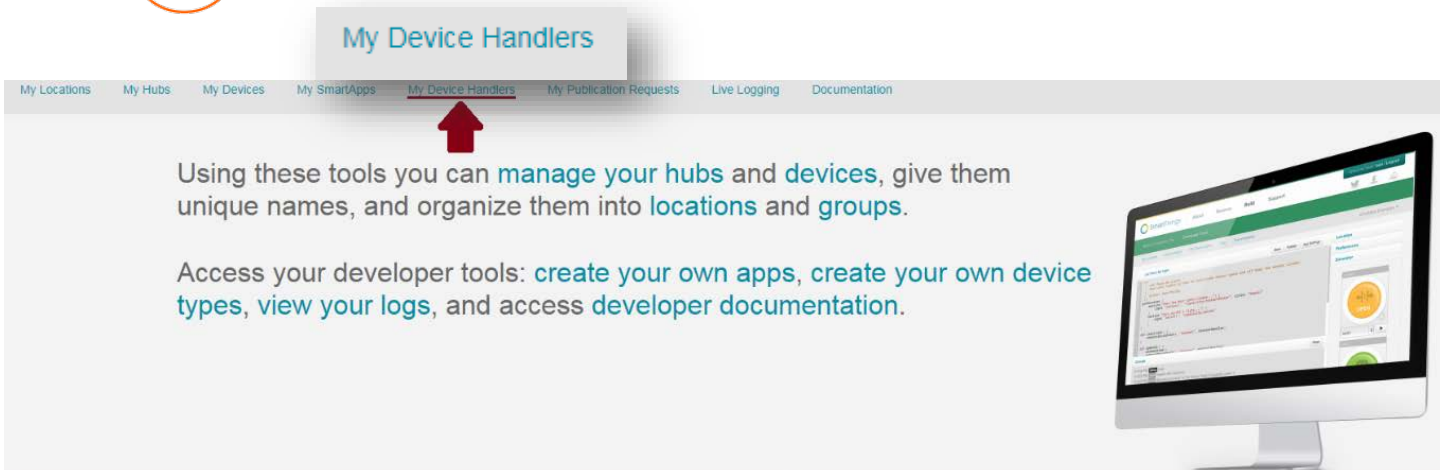 My Device Handlers
My Locations My Hubs My Devices My SmartApps My Device Handlers My Publication Requests Live Logging Documentation
Using these tools you can manage your hubs and devices, give them
unique names, and organize them into locations and groups.
Access your developer tools: create your own apps, create your own device
types, view your logs, and access developer documentation.